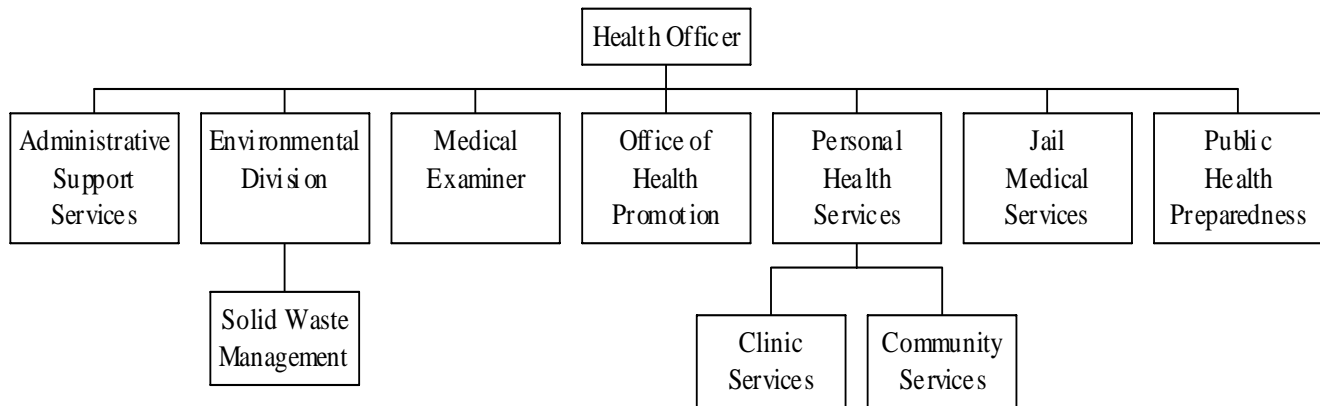 Health Officer
Administrative
Support
Services
Environmental
Division
Medical
Examiner
Office of
Health
Promotion
Personal
Health
Services
Jail
Medical
Services
Public
Health
Preparedness
Solid Waste
Management
Clinic
Services
Community
Services